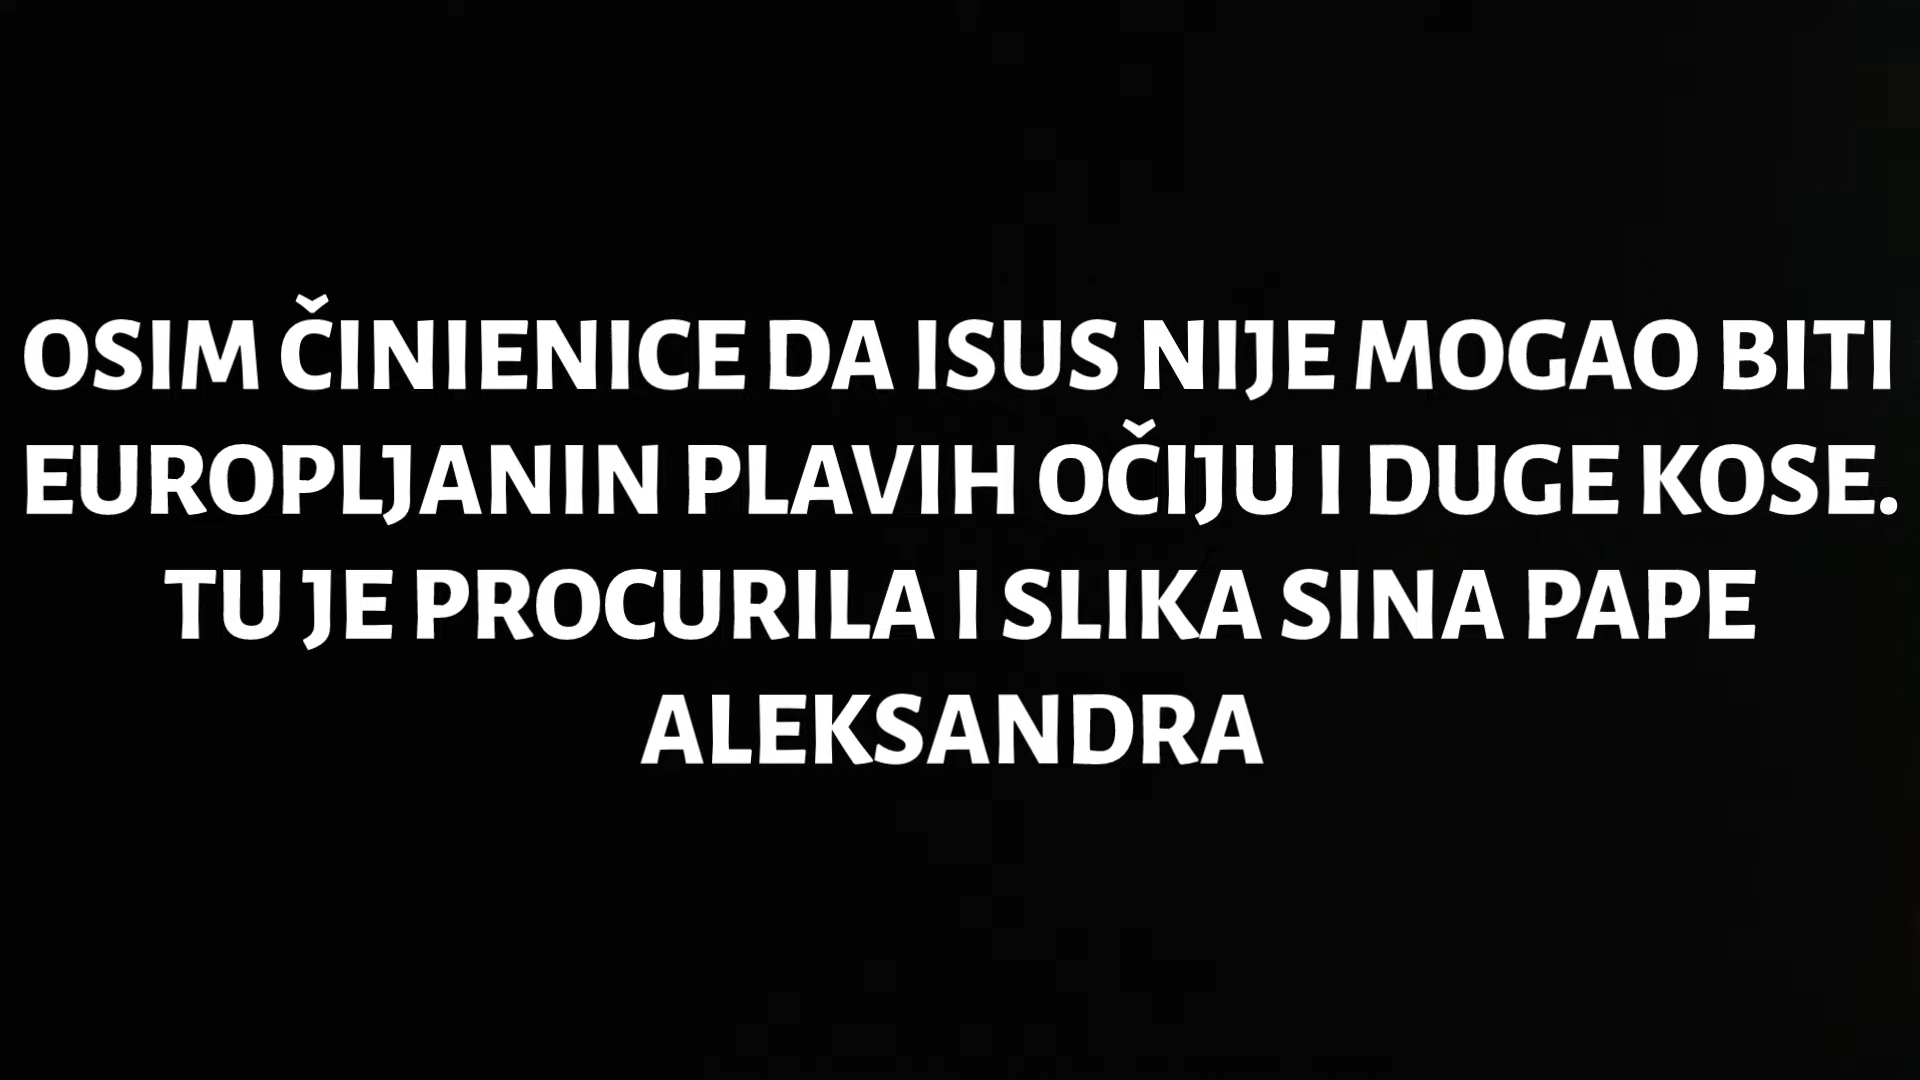 OSIM ČINIENICE DA ISUS NIJE MOGAO BITI
EUROPLJANIN PLAVIH OČIJU I DUGE KOSE.
TU JE PROCURILA I SLIKA SINA PAPE
ALEKSANDRA